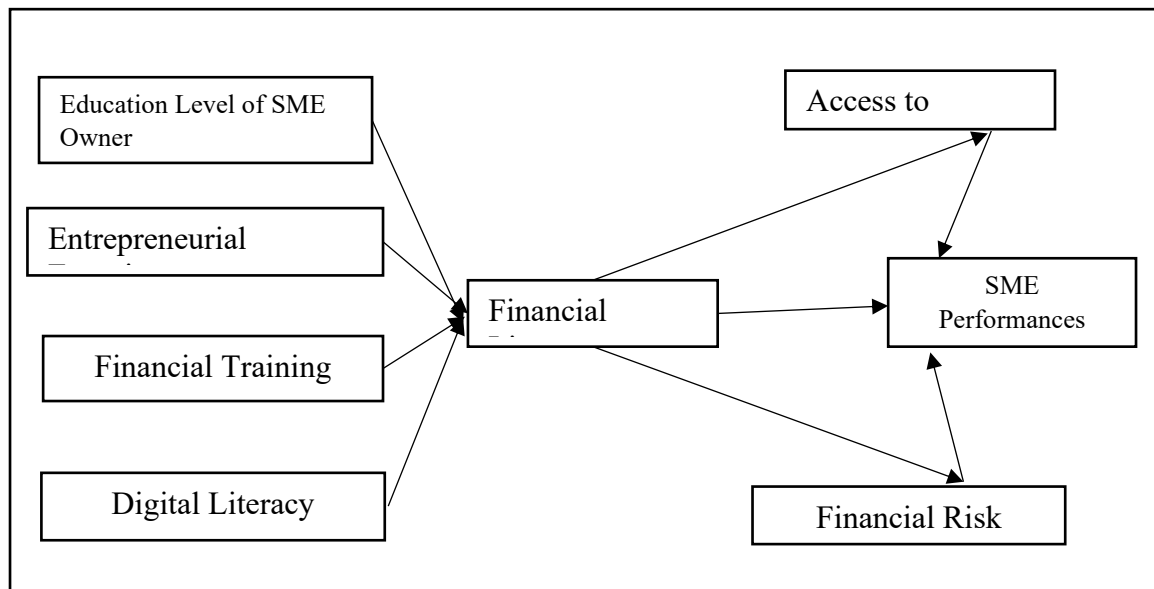 Education Level of SME
Owner
Entrepreneurial
Financial Training
Digital Literacy
Financial
Access to
SME
Performances
Financial Risk